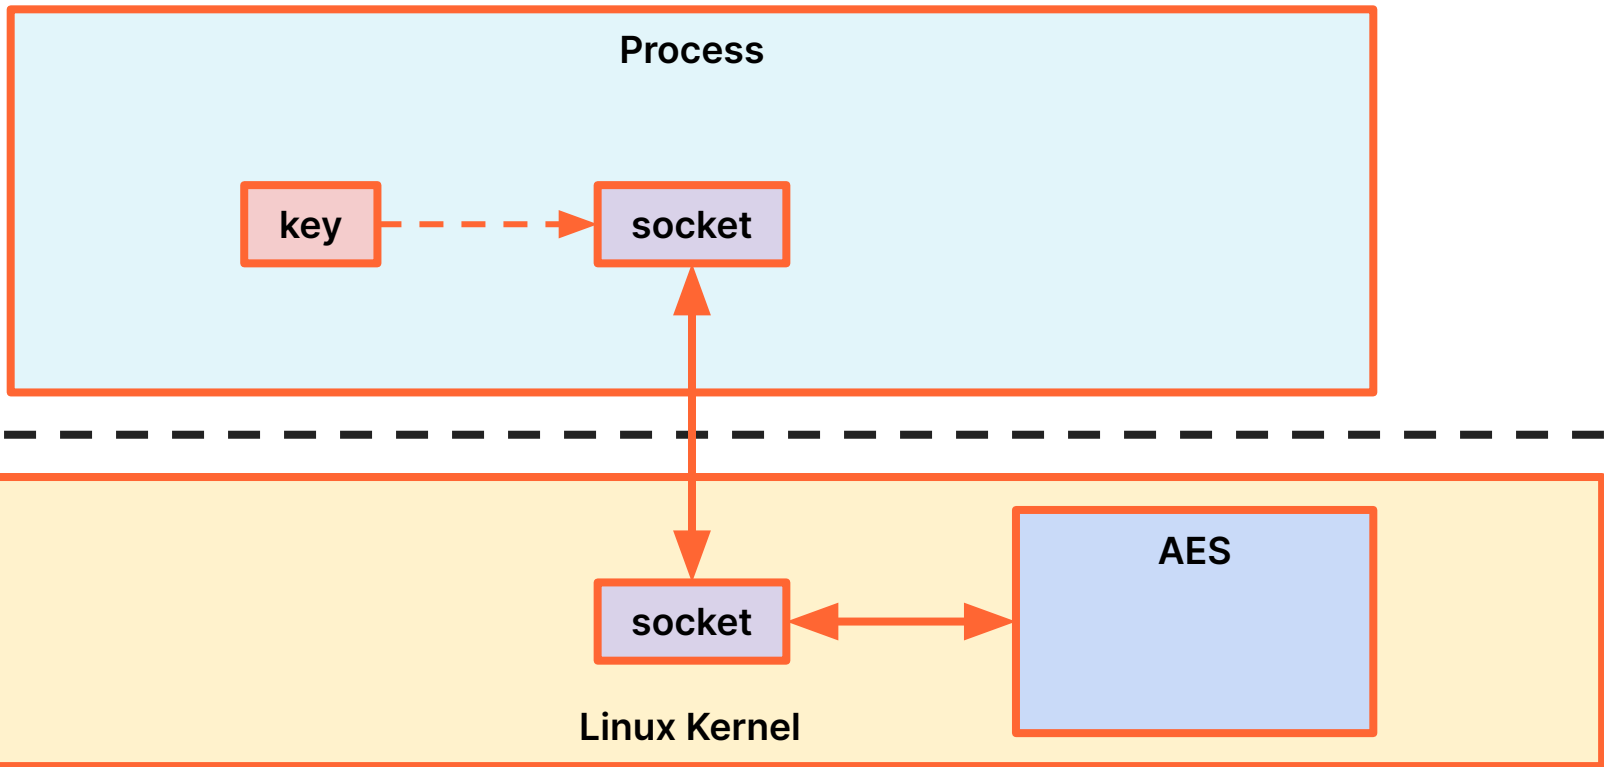 Process
key
socket
AES
socket
Linux Kernel